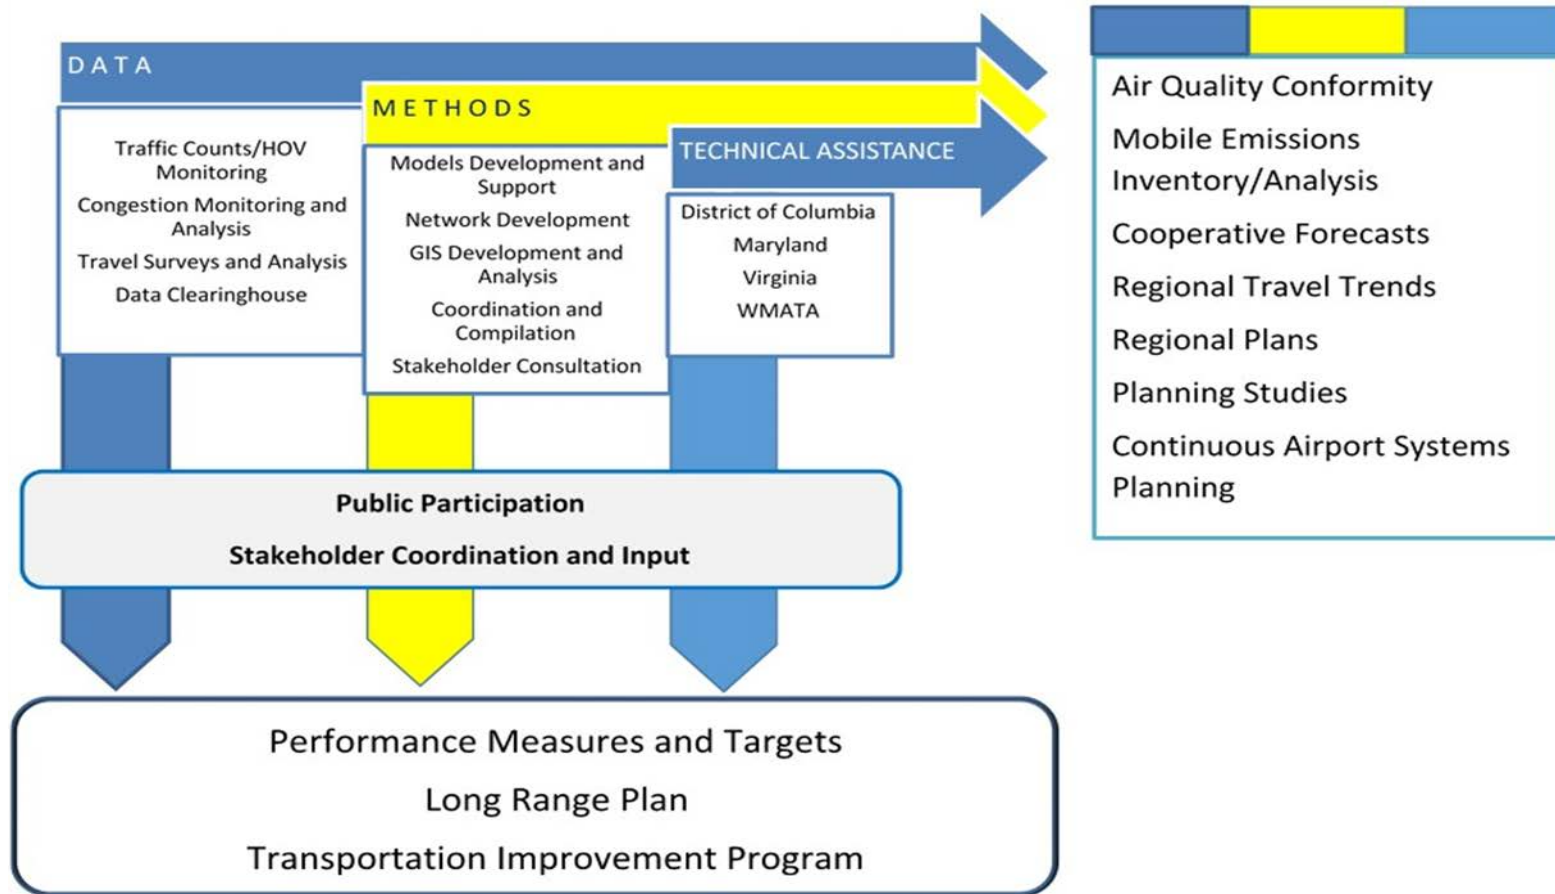 DATA
Traffic Counts/HOV
Monitoring
Congestion Monitoring and
Analysis
Travel Surveys and Analysis
Data Clearinghouse
METHODS
Models Development and
Support
Network Development
GIS Development and
Analysis
Coordination and
Compilation
Stakeholder Consultation
TECHNICAL ASSISTANCE
District of Columbia
Maryland
Virginia
WMATA
Air Quality Conformity
Mobile Emissions
Inventory/Analysis
Cooperative Forecasts
Regional Travel Trends
Regional Plans
Planning Studies
Continuous Airport Systems
Planning
Public Participation
Stakeholder Coordination and Input
Performance Measures and Targets
Long Range Plan
Transportation Improvement Program